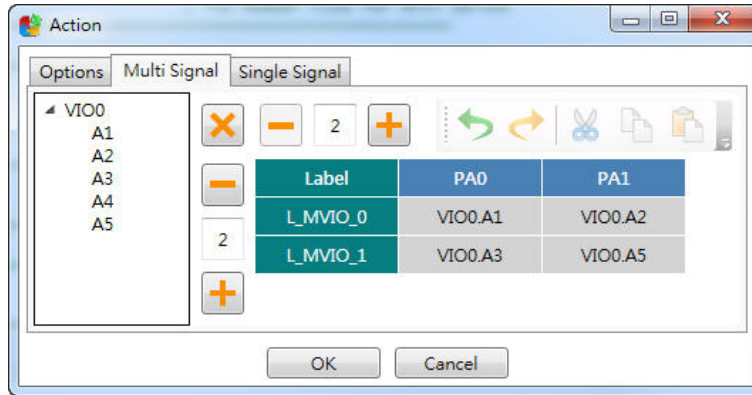 Action
Options Multi Signal Single Signal
VIO0
A1
A2
A3
A4
A5
2
2
Label PA0 PA1
L_MVIO_0 VIO0.A1 VIO0.A2
L_MVIO_1 VIO0.A3 VIO0.A5
OK Cancel